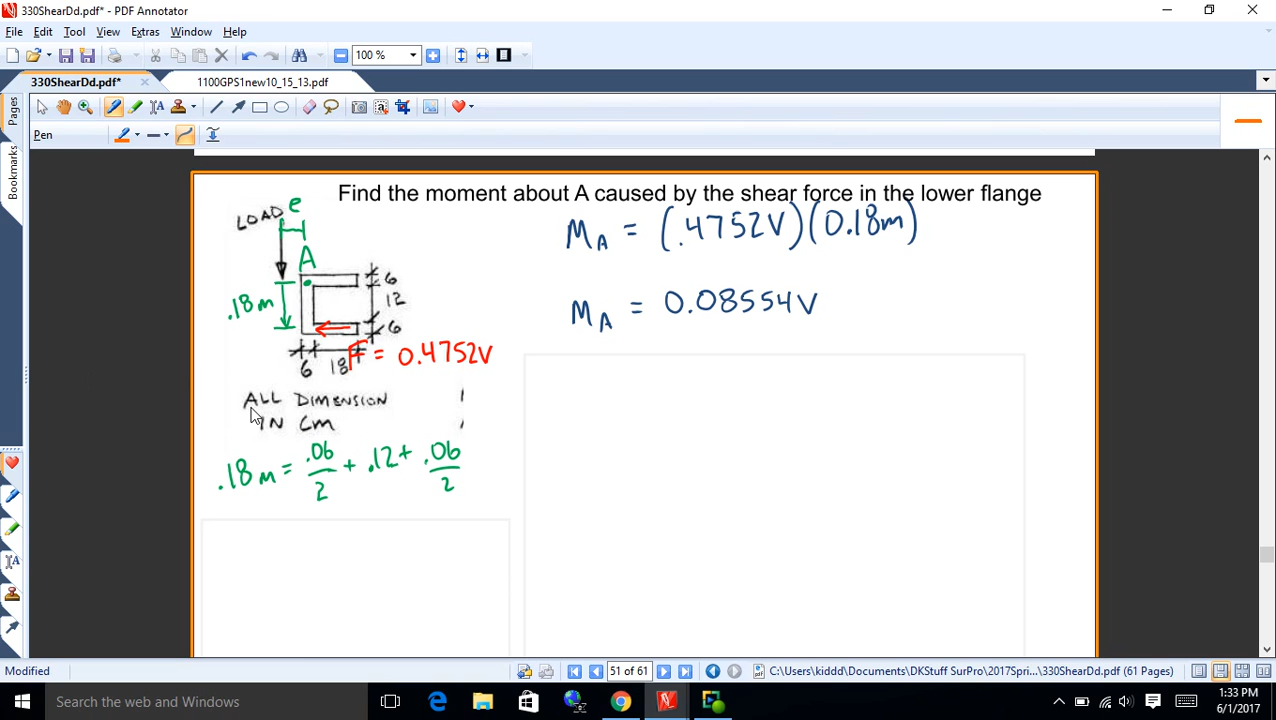 330ShearDd.pdf* - PDF Annotator
File Edit Tool Extras Window View Help
100 %
330ShearDd.pdf* 1100GPS1new10_15_13.pdf
Pen
Pages
Bookmarks
Find the moment about A caused by the shear force in the lower flange
LOAD e
A
.18m
6
12
6
6 18
F = 0.4752V
ALL DIMENSION
IN CM
.18m = .06/2 + .12 + .06/2
M_A = (.4752V)(0.18m)
M_A = 0.08554V
Modified
51 of 61
C:\Users\kiddd\Documents\DKStuff SurPro\2017Spri...\330ShearDd.pdf (61 Pages)
Search the web and Windows
1:33 PM
6/1/2017